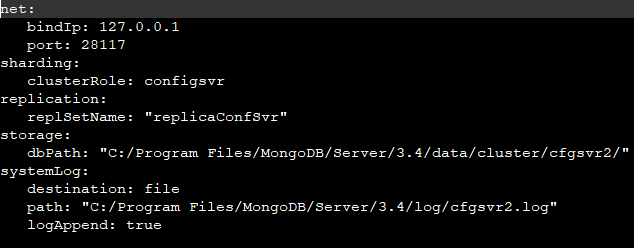 net:
    bindIp: 127.0.0.1
    port: 28117
sharding:
    clusterRole: configsvr
replication:
    replSetName: "replicaConfSvr"
storage:
    dbPath: "C:/Program Files/MongoDB/Server/3.4/data/cluster/cfgsvr2/"
systemLog:
    destination: file
    path: "C:/Program Files/MongoDB/Server/3.4/log/cfgsvr2.log"
    logAppend: true